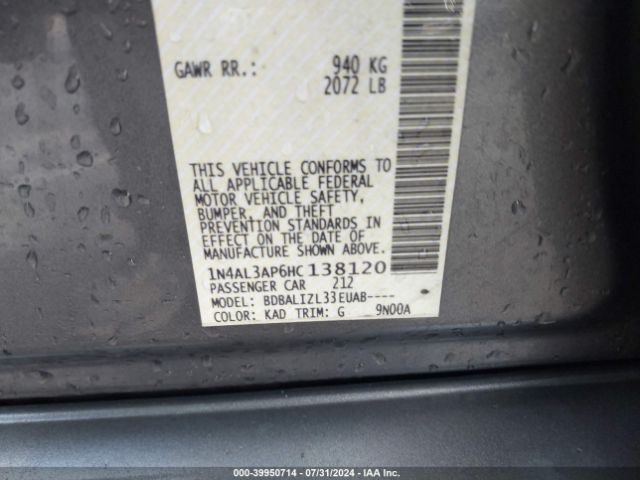 GAWR RR.: 940 KG
2072 LB
THIS VEHICLE CONFORMS TO
ALL APPLICABLE FEDERAL
MOTOR VEHICLE SAFETY,
BUMPER, AND THEFT
PREVENTION STANDARDS IN
EFFECT ON THE DATE OF
MANUFACTURE SHOWN ABOVE.
1N4AL3AP6HC138120
PASSENGER CAR 212
MODEL: BDBALIZL33EUAB----
COLOR: KAD TRIM: G 9N00A
000-39950714 - 07/31/2024 - IAA Inc.